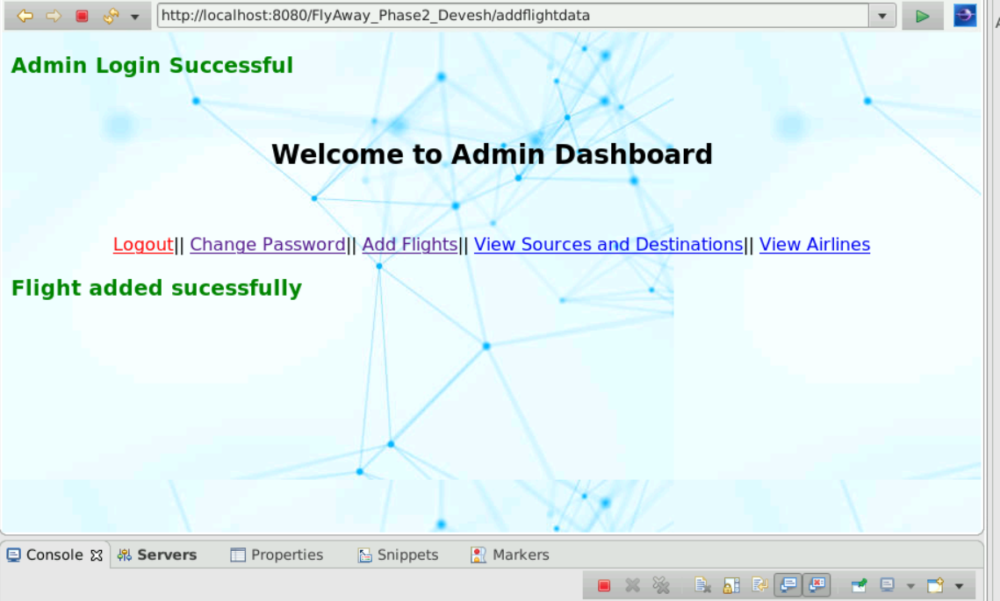 http://localhost:8080/FlyAway_Phase2_Devesh/addflightdata
Admin Login Successful
Welcome to Admin Dashboard
Logout|| Change Password|| Add Flights|| View Sources and Destinations|| View Airlines
Flight added sucessfully
Console Servers Properties Snippets Markers